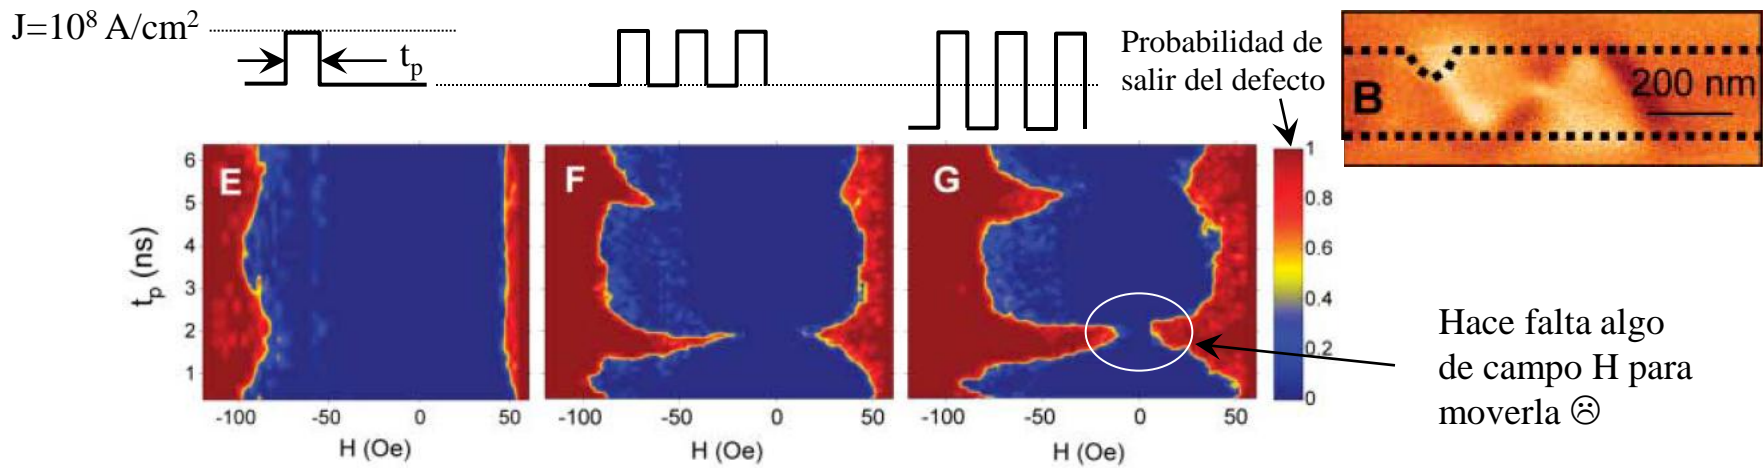 J=10⁸ A/cm²
tₚ
Probabilidad de
salir del defecto
B
200 nm
E
F
G
tₚ (ns)
6
5
4
3
2
1
-100 -50 0 50
H (Oe)
-100 -50 0 50
H (Oe)
-100 -50 0 50
H (Oe)
1
0.8
0.6
0.4
0.2
0
Hace falta algo
de campo H para
moverla ☹